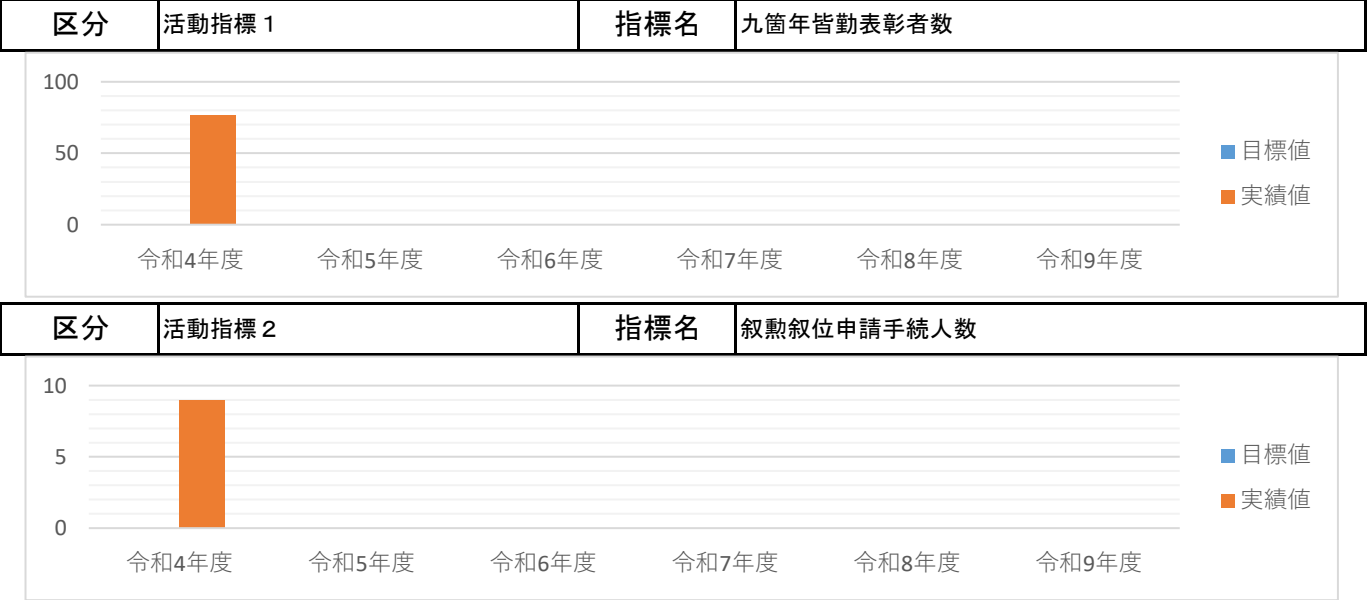 区分 活動指標１ 指標名 九箇年皆勤表彰者数
100
50
0
令和4年度 令和5年度 令和6年度 令和7年度 令和8年度 令和9年度
目標値
実績値
区分 活動指標２ 指標名 叙勲叙位申請手続人数
10
5
0
令和4年度 令和5年度 令和6年度 令和7年度 令和8年度 令和9年度
目標値
実績値